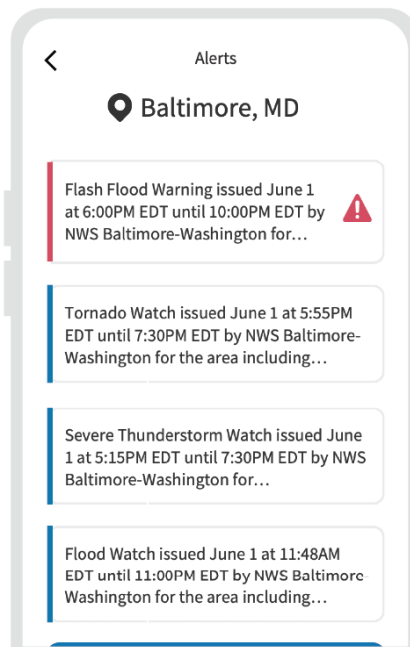 Alerts
Baltimore, MD
Flash Flood Warning issued June 1
at 6:00PM EDT until 10:00PM EDT by
NWS Baltimore-Washington for…
Tornado Watch issued June 1 at 5:55PM
EDT until 7:30PM EDT by NWS Baltimore-
Washington for the area including…
Severe Thunderstorm Watch issued June
1 at 5:15PM EDT until 7:30PM EDT by NWS
Baltimore-Washington for…
Flood Watch issued June 1 at 11:48AM
EDT until 11:00PM EDT by NWS Baltimore-
Washington for the area including…